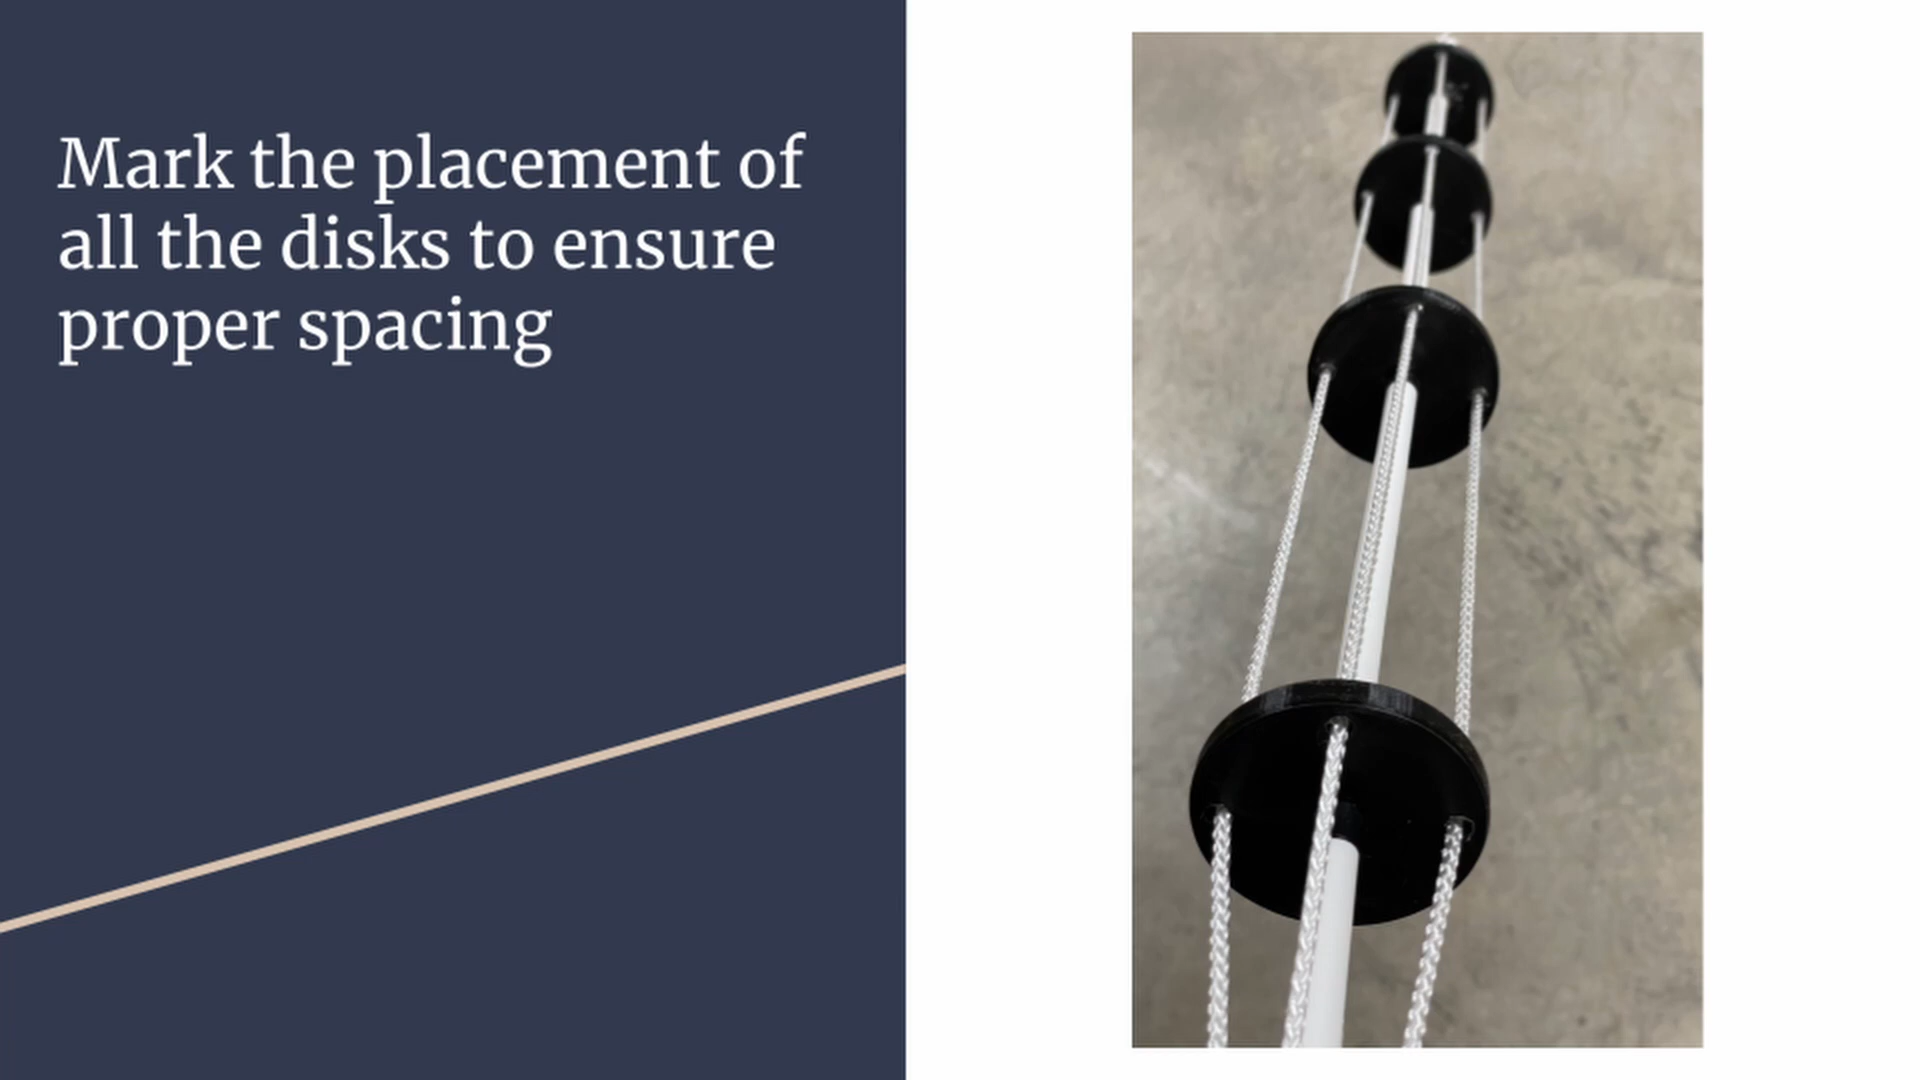 Mark the placement of
all the disks to ensure
proper spacing